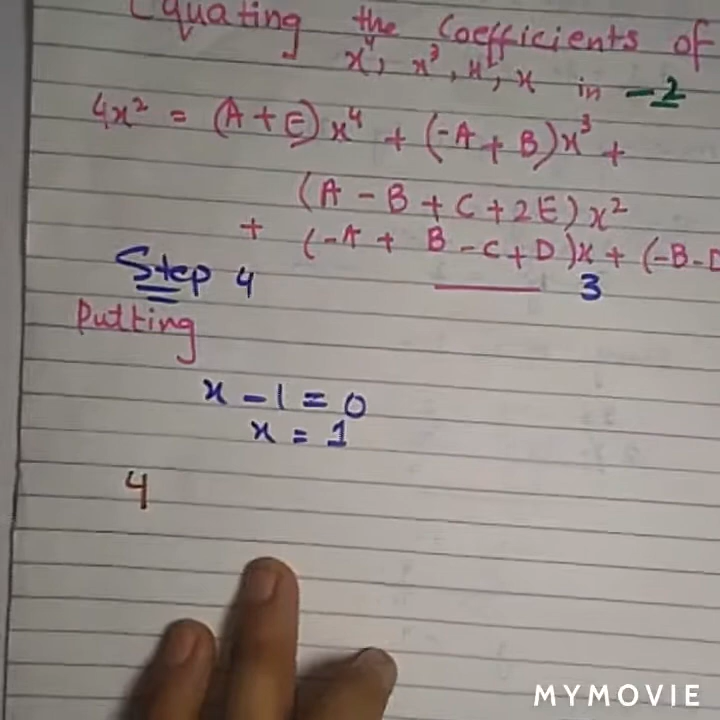 Equating the Coefficients of
x⁴, x³, x², x in -2
4x² = (A + E)x⁴ + (-A + B)x³ +
(A - B + C + 2E)x²
+ (-A + B - C + D)x + (-B-D
3
Step 4
Putting
x - 1 = 0
x = 1
4
MYMOVIE